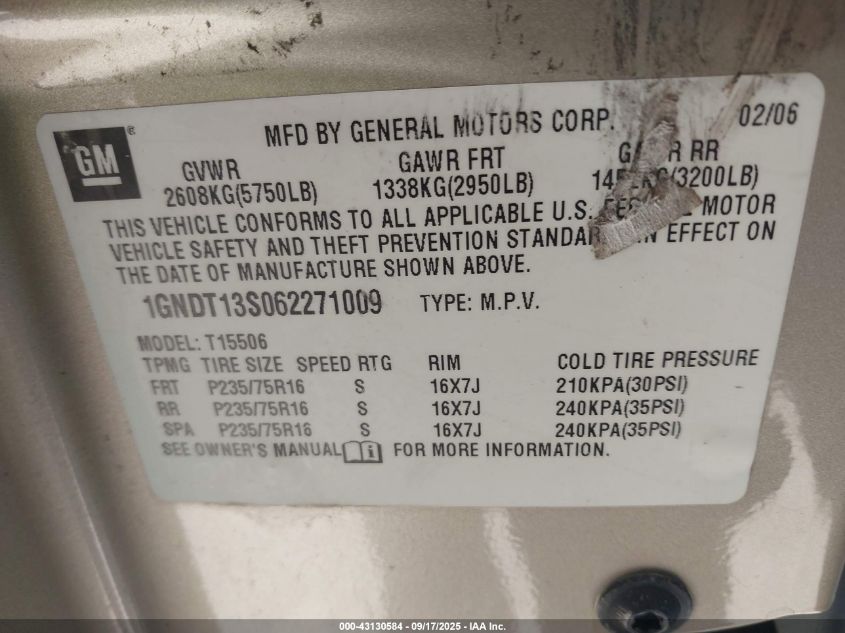 GM®
MFD BY GENERAL MOTORS CORP. 02/06
GVWR GAWR FRT RR
2608KG(5750LB) 1338KG(2950LB) (3200LB)
THIS VEHICLE CONFORMS TO ALL APPLICABLE U.S. MOTOR
VEHICLE SAFETY AND THEFT PREVENTION IN EFFECT ON
THE DATE OF MANUFACTURE SHOWN ABOVE.
1GNDT13S062271009 TYPE: M.P.V.
MODEL: T15506
TPMG TIRE SIZE SPEED RTG RIM COLD TIRE PRESSURE
FRT P235/75R16 S 16X7J 210KPA(30PSI)
RR P235/75R16 S 16X7J 240KPA(35PSI)
SPA P235/75R16 S 16X7J 240KPA(35PSI)
SEE OWNER'S MANUAL FOR MORE INFORMATION.
000-43130584 - 09/17/2025 - IAA Inc.